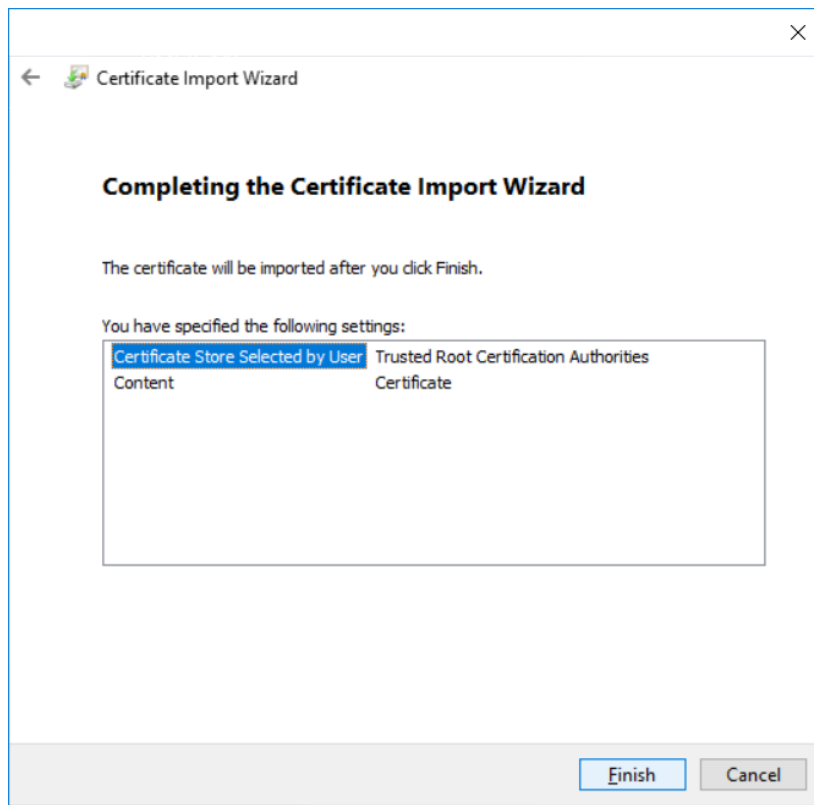 Certificate Import Wizard
Completing the Certificate Import Wizard
The certificate will be imported after you click Finish.
You have specified the following settings:
Certificate Store Selected by User Trusted Root Certification Authorities
Content Certificate
Finish Cancel